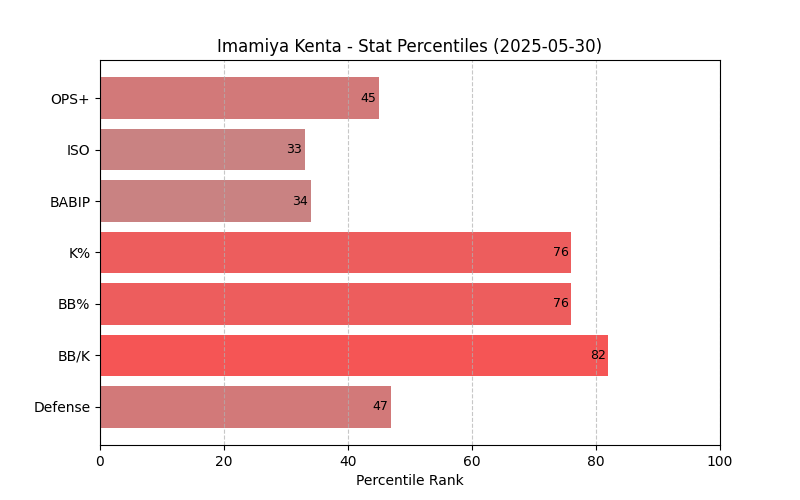 Imamiya Kenta - Stat Percentiles (2025-05-30)
OPS+ 45
ISO 33
BABIP 34
K% 76
BB% 76
BB/K 82
Defense 47
0 20 40 60 80 100
Percentile Rank